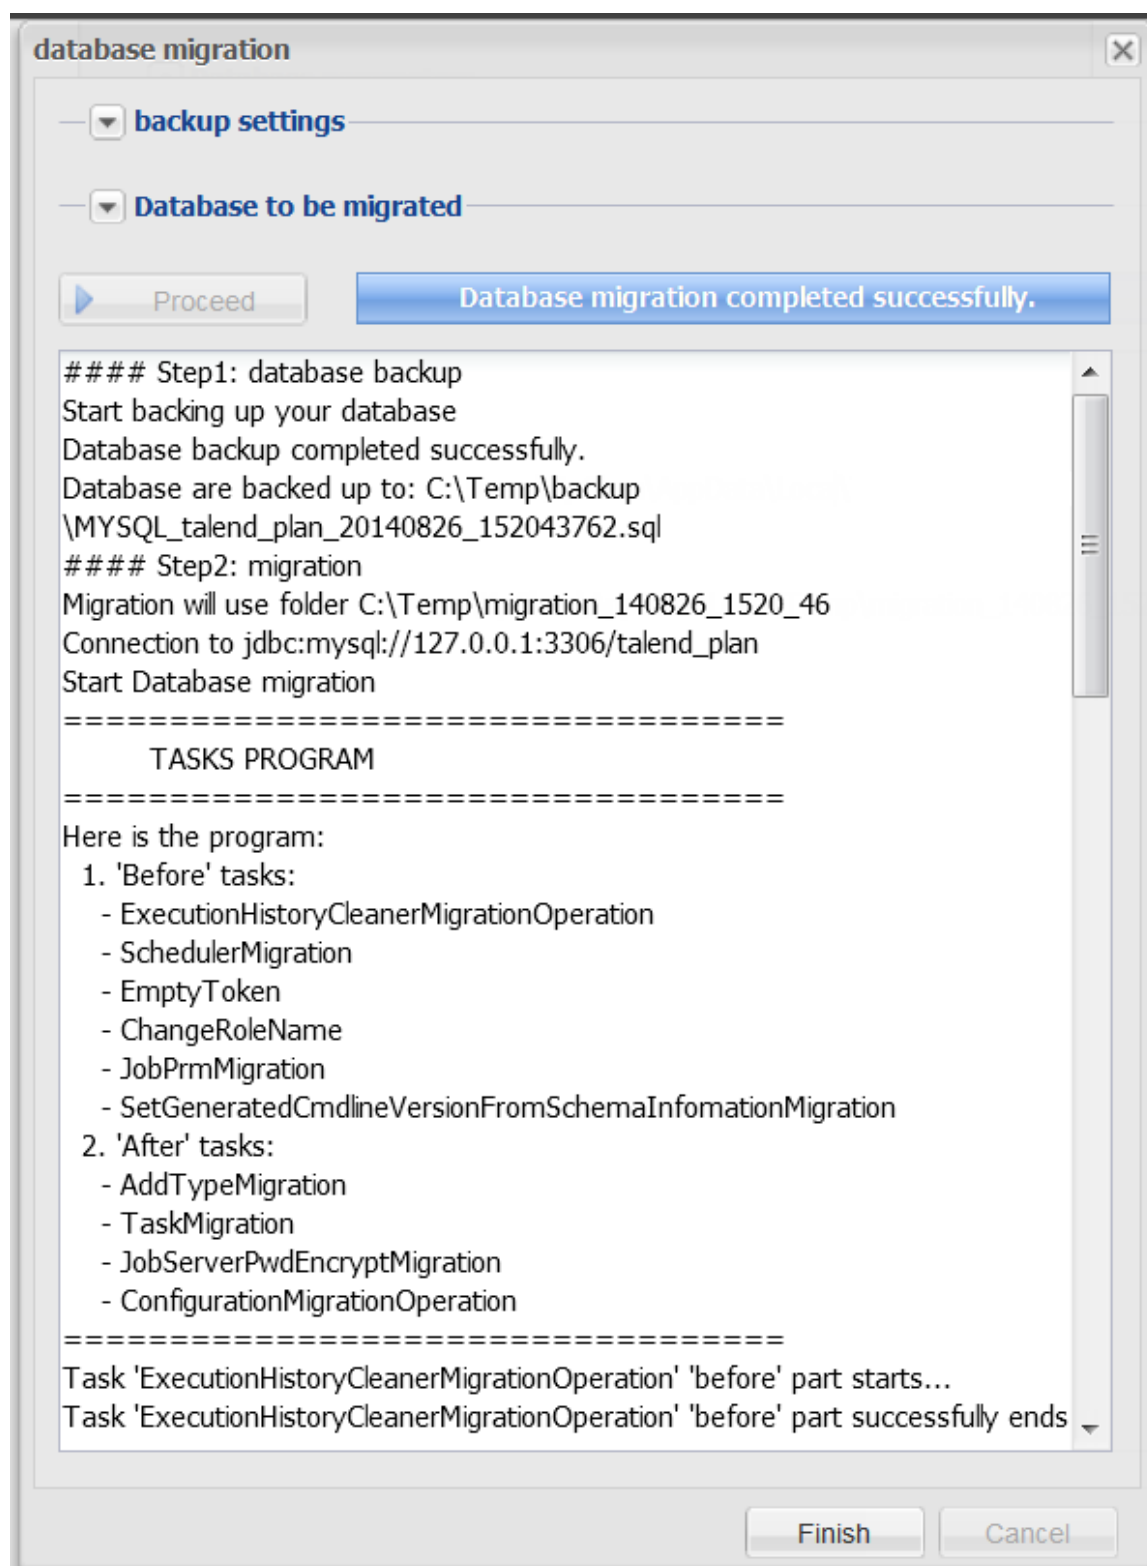 database migration
backup settings
Database to be migrated
Proceed
Database migration completed successfully.
#### Step1: database backup
Start backing up your database
Database backup completed successfully.
Database are backed up to: C:\Temp\backup
\MYSQL_talend_plan_20140826_152043762.sql
#### Step2: migration
Migration will use folder C:\Temp\migration_140826_1520_46
Connection to jdbc:mysql://127.0.0.1:3306/talend_plan
Start Database migration
==================================
TASKS PROGRAM
==================================
Here is the program:
1. 'Before' tasks:
- ExecutionHistoryCleanerMigrationOperation
- SchedulerMigration
- EmptyToken
- ChangeRoleName
- JobPrmMigration
- SetGeneratedCmdlineVersionFromSchemaInfomationMigration
2. 'After' tasks:
- AddTypeMigration
- TaskMigration
- JobServerPwdEncryptMigration
- ConfigurationMigrationOperation
==================================
Task 'ExecutionHistoryCleanerMigrationOperation' 'before' part starts...
Task 'ExecutionHistoryCleanerMigrationOperation' 'before' part successfully ends
Finish
Cancel